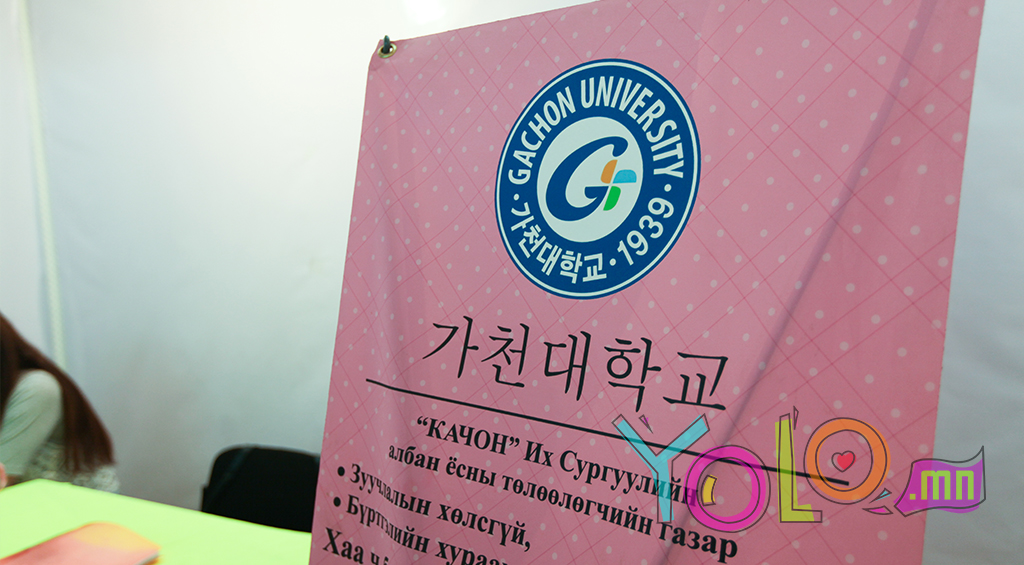 GACHON UNIVERSITY
가천대학교 · 1939
가천대학교
“КАЧОН” Их Сургуулийн
албан ёсны төлөөлөгчийн газар
• Зуучлалын хөлсгүй,
• Бүртгэлийн
Хаа
YOLO.mn